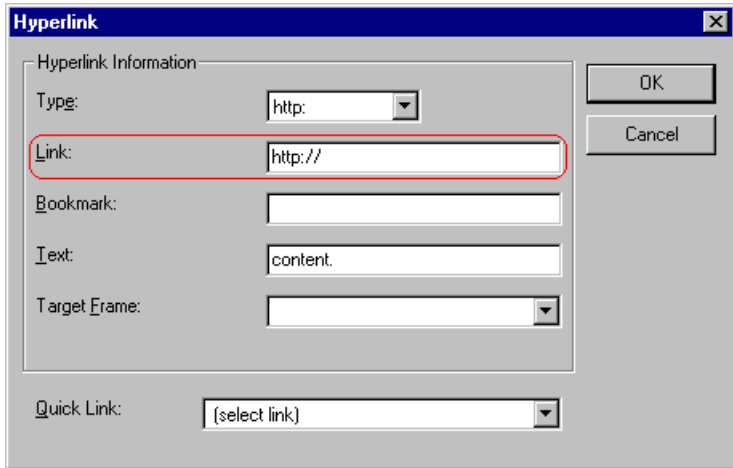 Hyperlink
Hyperlink Information
Type: http:
OK
Link: http://
Cancel
Bookmark:
Text: content.
Target Frame:
Quick Link: (select link)